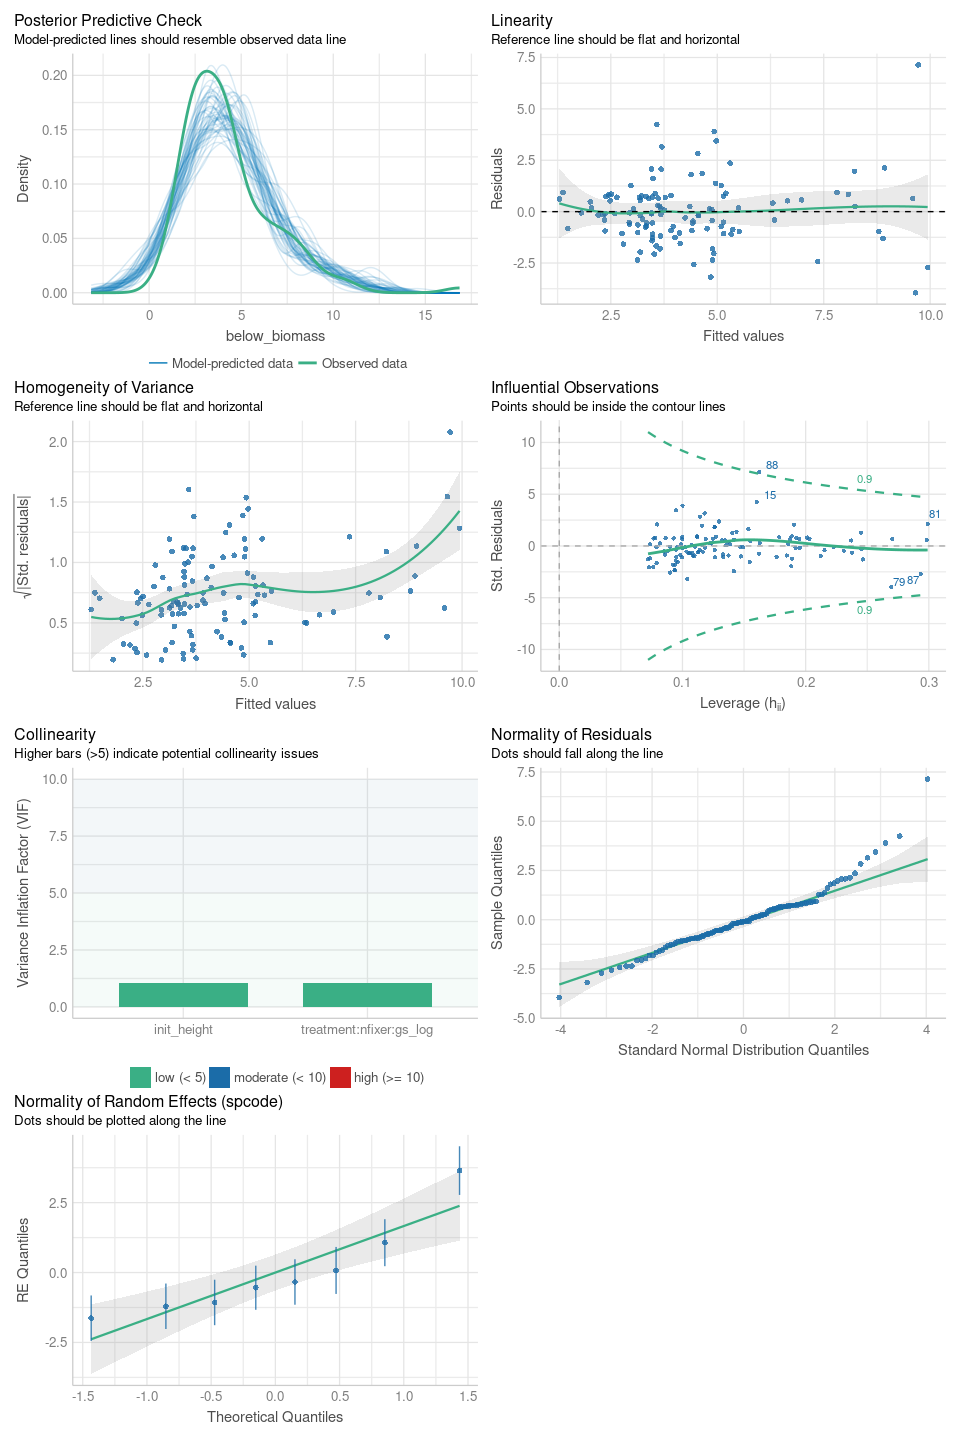 Posterior Predictive Check
Model-predicted lines should resemble observed data line
0.20
0.15
0.10
0.05
0.00
Density
0
5
10
15
below_biomass
Model-predicted data
Observed data
Linearity
Reference line should be flat and horizontal
7.5
5.0
2.5
0.0
-2.5
Residuals
2.5
5.0
7.5
10.0
Fitted values
Homogeneity of Variance
Reference line should be flat and horizontal
2.0
1.5
1.0
0.5
√|Std. residuals|
2.5
5.0
7.5
10.0
Fitted values
Influential Observations
Points should be inside the contour lines
10
5
0
-5
-10
Std. Residuals
88
15
0.9
81
79
87
0.9
0.0
0.1
0.2
0.3
Leverage (hii)
Collinearity
Higher bars (>5) indicate potential collinearity issues
10.0
7.5
5.0
2.5
0.0
Variance Inflation Factor (VIF)
init_height
treatment:nfixer:gs_log
low (< 5)
moderate (< 10)
high (>= 10)
Normality of Residuals
Dots should fall along the line
7.5
5.0
2.5
0.0
-2.5
-5.0
Sample Quantiles
-4
-2
0
2
4
Standard Normal Distribution Quantiles
Normality of Random Effects (spcode)
Dots should be plotted along the line
2.5
0.0
-2.5
RE Quantiles
-1.5
-1.0
-0.5
0.0
0.5
1.0
1.5
Theoretical Quantiles